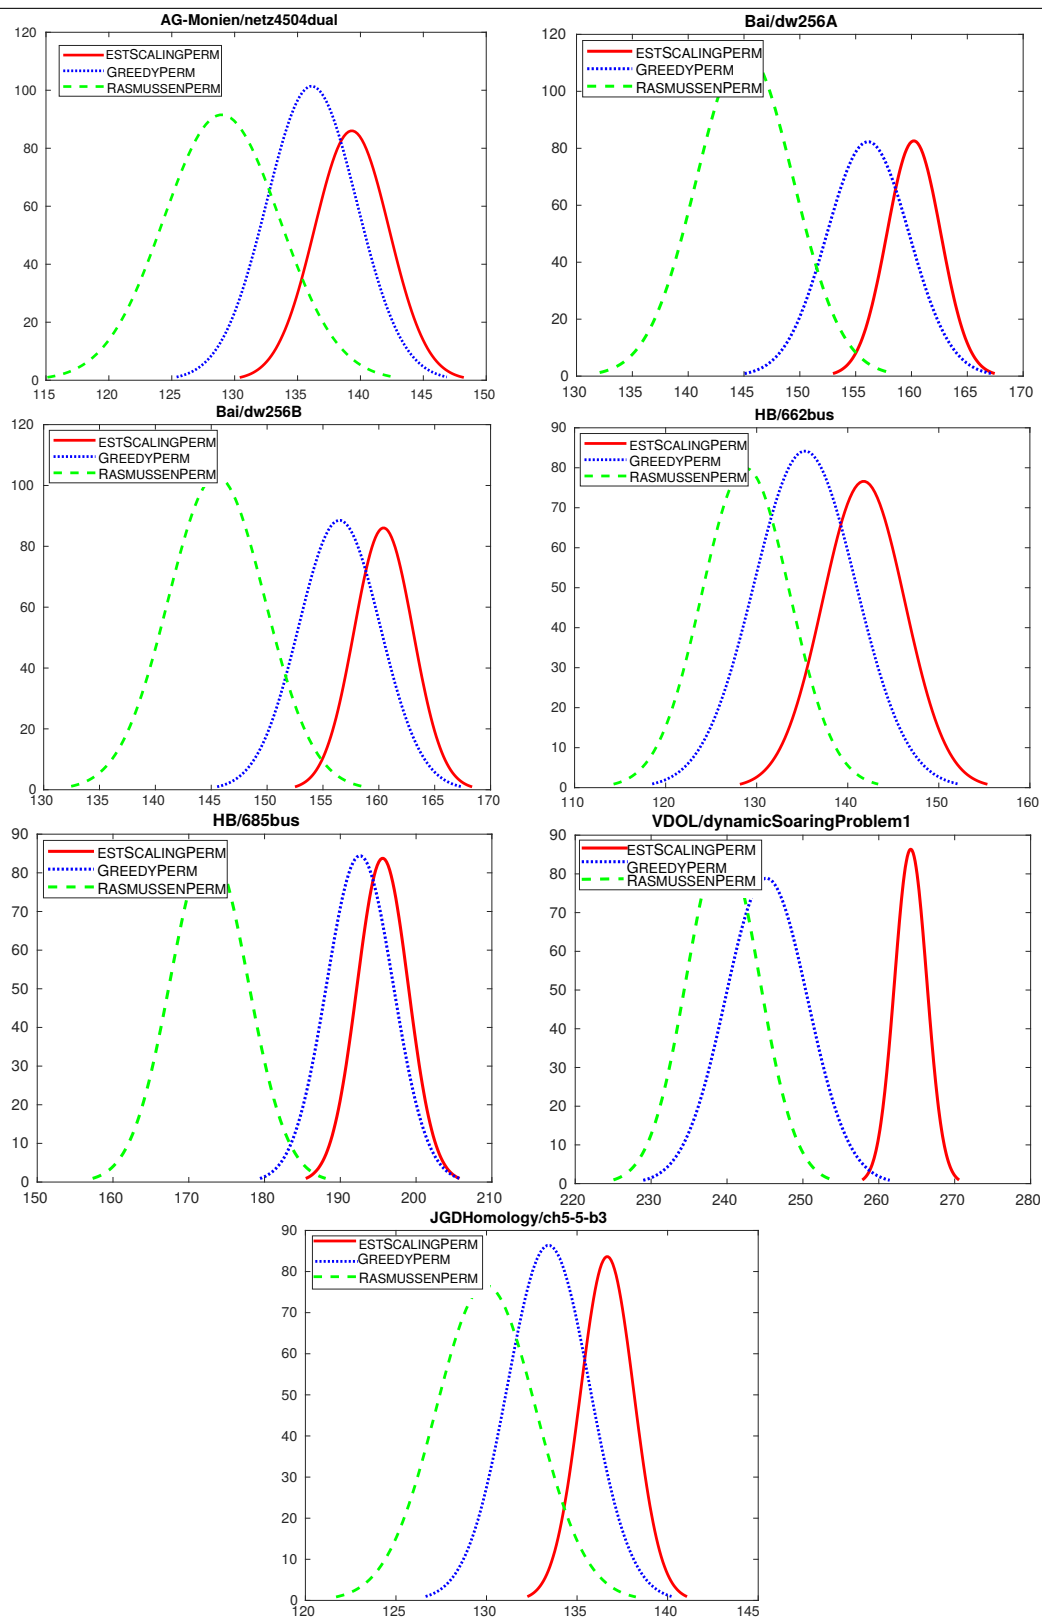 AG-Monien/netz4504dual
120
100
80
60
40
20
0
115 120 125 130 135 140 145 150
ESTSCALINGPERM
GREEDYPERM
RASMUSSENPERM
Bai/dw256A
120
100
80
60
40
20
0
130 135 140 145 150 155 160 165 170
ESTSCALINGPERM
GREEDYPERM
RASMUSSENPERM
Bai/dw256B
120
100
80
60
40
20
0
130 135 140 145 150 155 160 165 170
ESTSCALINGPERM
GREEDYPERM
RASMUSSENPERM
HB/662bus
90
80
70
60
50
40
30
20
10
0
110 120 130 140 150 160
ESTSCALINGPERM
GREEDYPERM
RASMUSSENPERM
HB/685bus
90
80
70
60
50
40
30
20
10
0
150 160 170 180 190 200 210
ESTSCALINGPERM
GREEDYPERM
RASMUSSENPERM
VDOL/dynamicSoaringProblem1
90
80
70
60
50
40
30
20
10
0
220 230 240 250 260 270 280
ESTSCALINGPERM
GREEDYPERM
RASMUSSENPERM
JGDHomology/ch5-5-b3
90
80
70
60
50
40
30
20
10
0
120 125 130 135 140 145
ESTSCALINGPERM
GREEDYPERM
RASMUSSENPERM